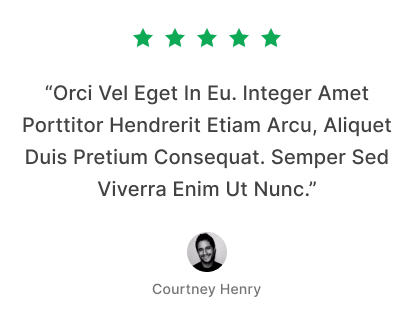 “Orci Vel Eget In Eu. Integer Amet
Porttitor Hendrerit Etiam Arcu, Aliquet
Duis Pretium Consequat. Semper Sed
Viverra Enim Ut Nunc.”
Courtney Henry